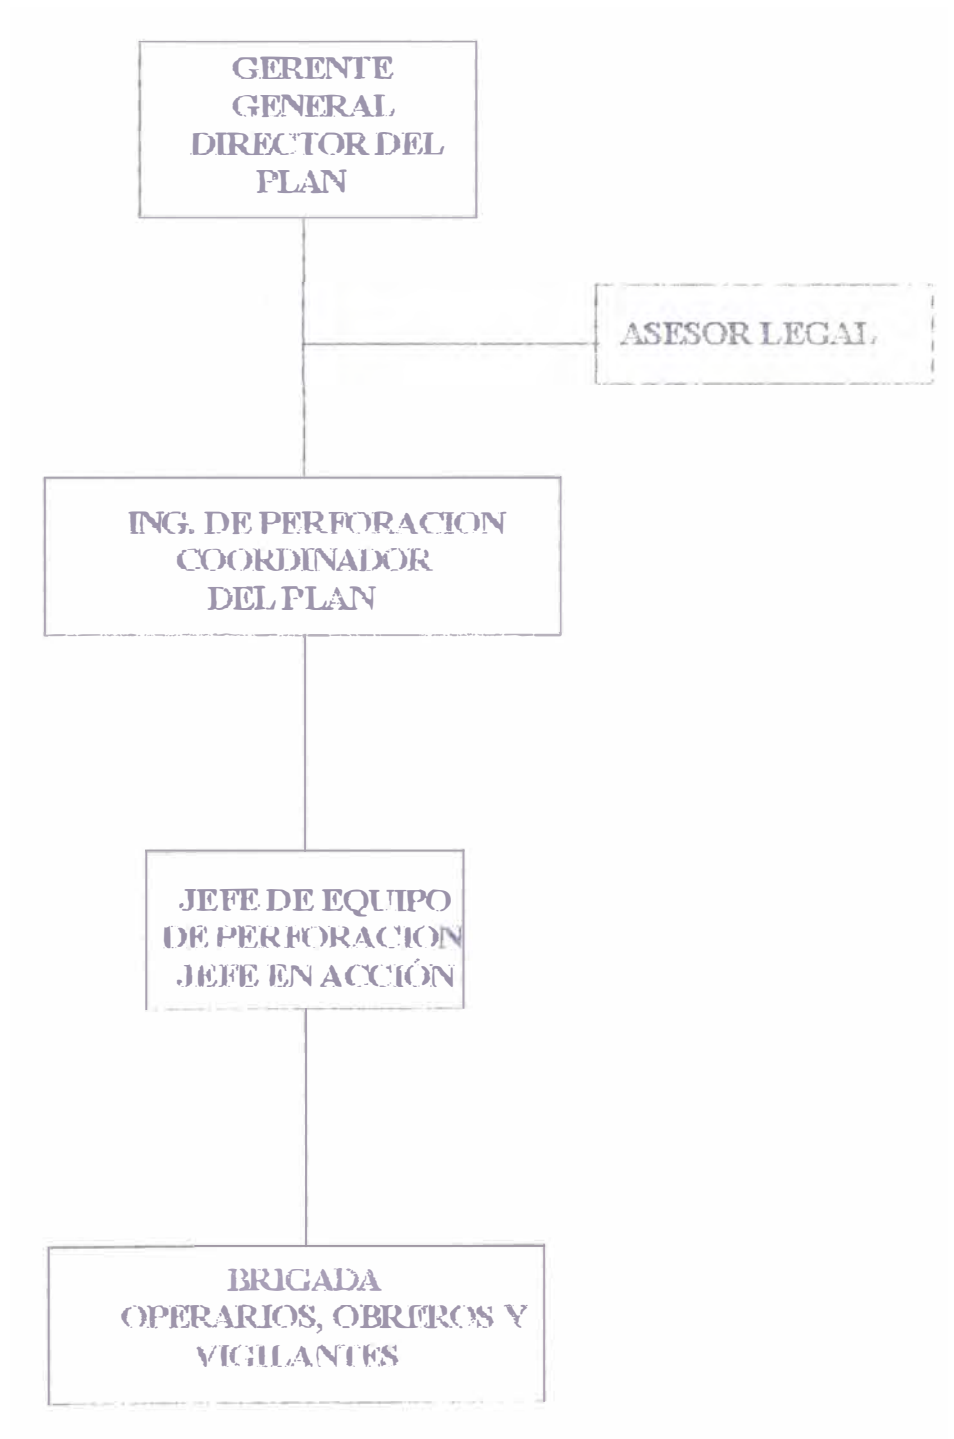 GERENTE
GENERAL
DIRECTOR DEL
PLAN
ASESOR LEGAL
ING. DE PERFORACION
COORDINADOR
DEL PLAN
JEFE DE EQUIPO
DE PERFORACION
JEFE EN ACCIÓN
BRIGADA
OPERARIOS, OBREROS Y
VIGILANTES